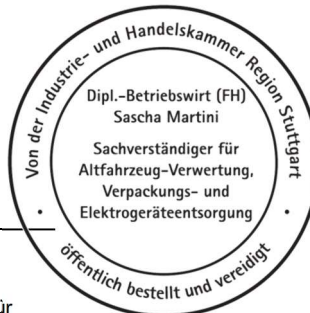 Von der Industrie- und Handelskammer Region Stuttgart
Dipl.-Betriebswirt (FH)
Sascha Martini
Sachverständiger für
Altfahrzeug-Verwertung,
Verpackungs- und
Elektrogeräteentsorgung
öffentlich bestellt und vereidigt